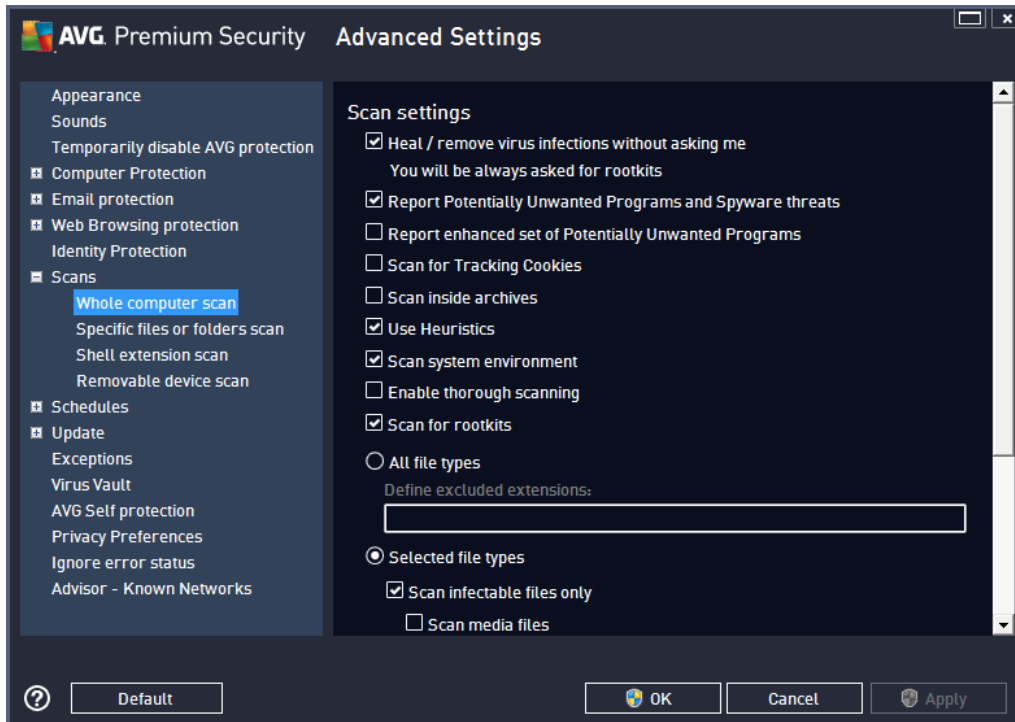 AVG. Premium Security Advanced Settings
Appearance
Sounds
Temporarily disable AVG protection
Computer Protection
Email protection
Web Browsing protection
Identity Protection
Scans
Whole computer scan
Specific files or folders scan
Shell extension scan
Removable device scan
Schedules
Update
Exceptions
Virus Vault
AVG Self protection
Privacy Preferences
Ignore error status
Advisor - Known Networks
Scan settings
Heal / remove virus infections without asking me
You will be always asked for rootkits
Report Potentially Unwanted Programs and Spyware threats
Report enhanced set of Potentially Unwanted Programs
Scan for Tracking Cookies
Scan inside archives
Use Heuristics
Scan system environment
Enable thorough scanning
Scan for rootkits
All file types
Define excluded extensions:
Selected file types
Scan infectable files only
Scan media files
? Default OK Cancel Apply